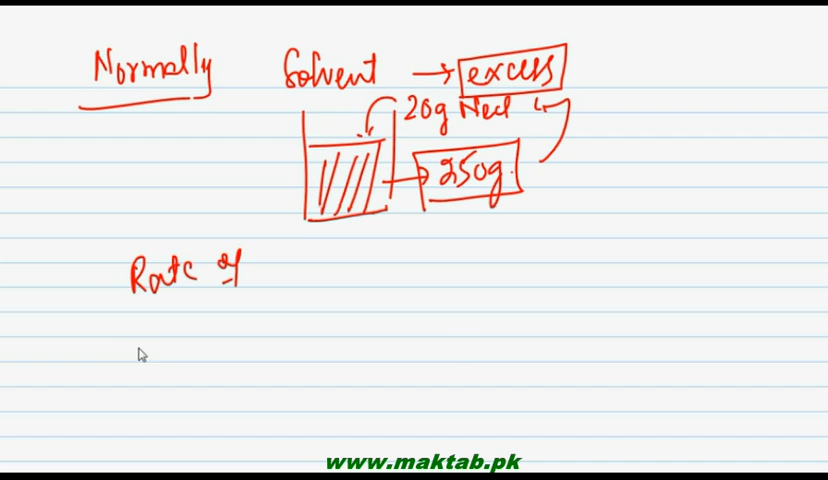 Normally Solvent → excess
20g Nacl
250g.
Rate of
www.maktab.pk